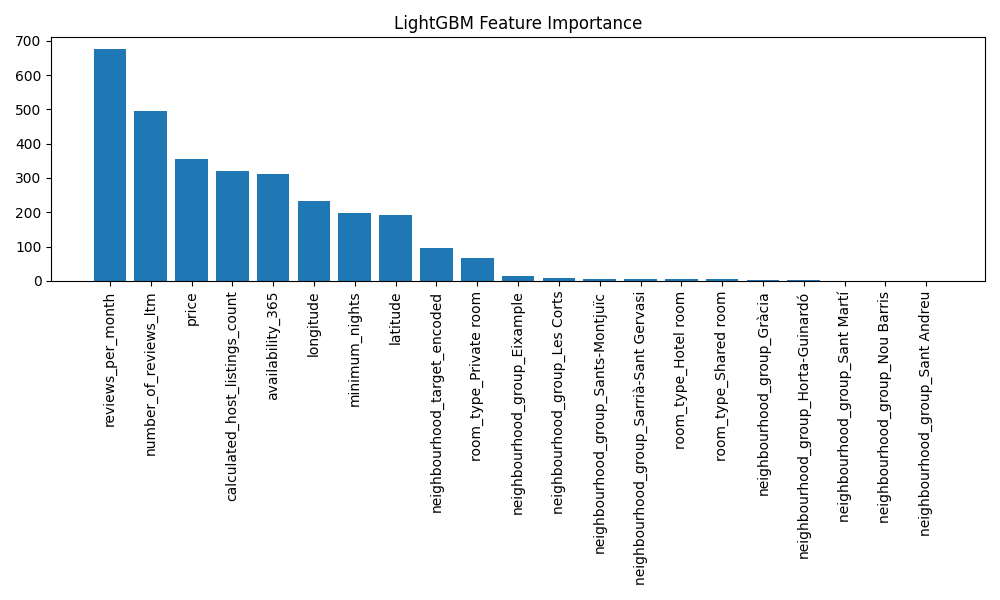 LightGBM Feature Importance
700
600
500
400
300
200
100
0
reviews_per_month
number_of_reviews_ltm
price
calculated_host_listings_count
availability_365
longitude
minimum_nights
latitude
neighbourhood_target_encoded
room_type_Private room
neighbourhood_group_Eixample
neighbourhood_group_Les Corts
neighbourhood_group_Sants-Montjuïc
neighbourhood_group_Sarrià-Sant Gervasi
room_type_Hotel room
room_type_Shared room
neighbourhood_group_Gràcia
neighbourhood_group_Horta-Guinardó
neighbourhood_group_Sant Martí
neighbourhood_group_Nou Barris
neighbourhood_group_Sant Andreu